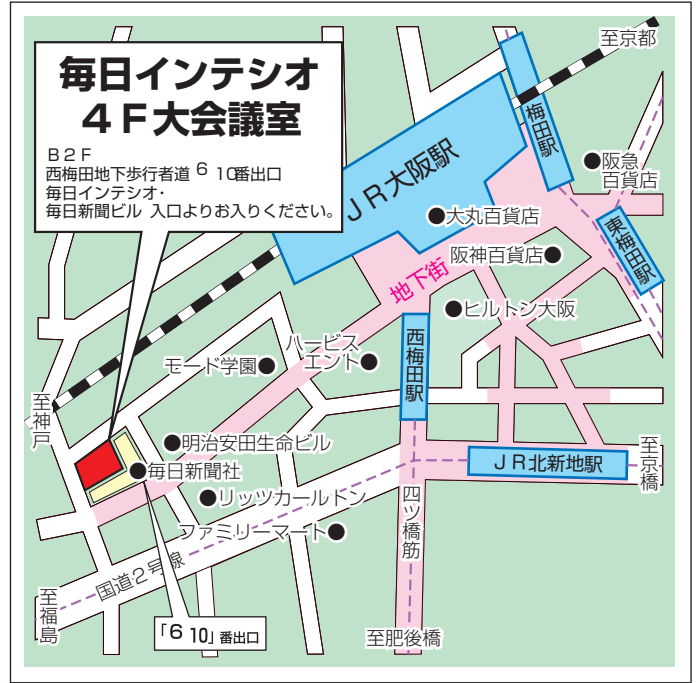 毎日インテシオ
４Ｆ大会議室
Ｂ２Ｆ
西梅田地下歩行者道 6 10番出口
毎日インテシオ・
毎日新聞ビル 入口よりお入りください。
至京都
梅田駅
阪急
百貨店
ＪＲ大阪駅
大丸百貨店
東梅田駅
阪神百貨店
地下街
ヒルトン大阪
ハービス
エント
西梅田駅
モード学園
至神戸
明治安田生命ビル
ＪＲ北新地駅
至京橋
毎日新聞社
リッツカールトン
四ツ橋筋
ファミリーマート
国道２号線
至福島
「6 10」番出口
至肥後橋